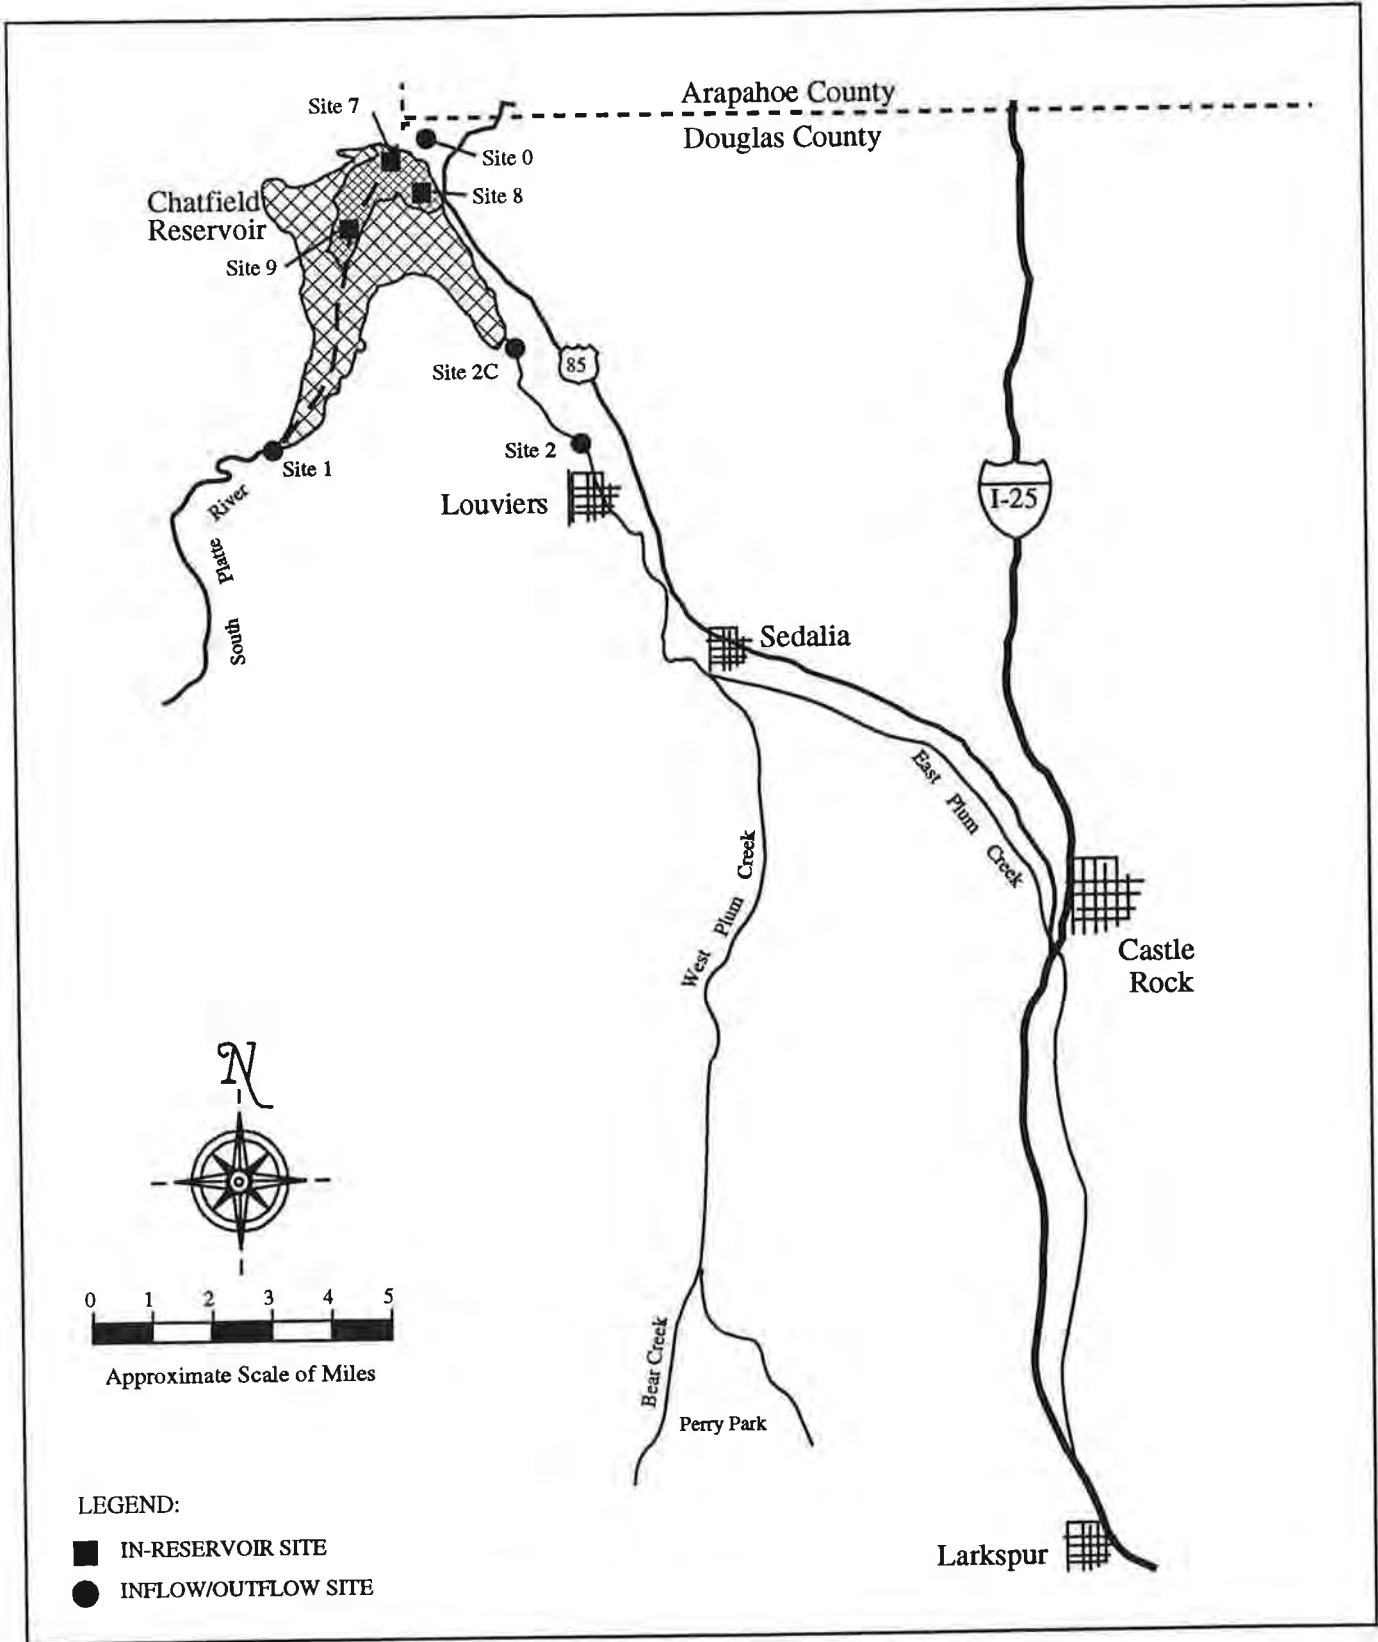 Arapahoe County
Douglas County
Site 7
Site 0
Site 8
Chatfield
Reservoir
Site 9
Site 2C
85
Site 2
Site 1
Louviers
I-25
South Platte River
Sedalia
East Plum Creek
West Plum Creek
Castle
Rock
N
0 1 2 3 4 5
Approximate Scale of Miles
Bear Creek
Perry Park
LEGEND:
IN-RESERVOIR SITE
INFLOW/OUTFLOW SITE
Larkspur